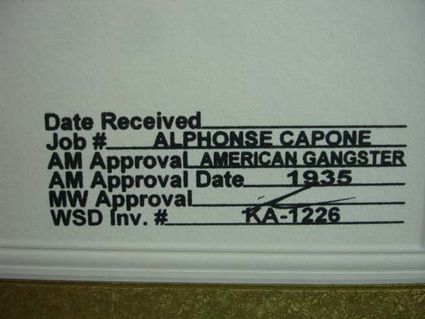 Date Received
Job # ALPHONSE CAPONE
AM Approval AMERICAN GANGSTER
AM Approval Date 1935
MW Approval
WSD Inv. # KA-1226